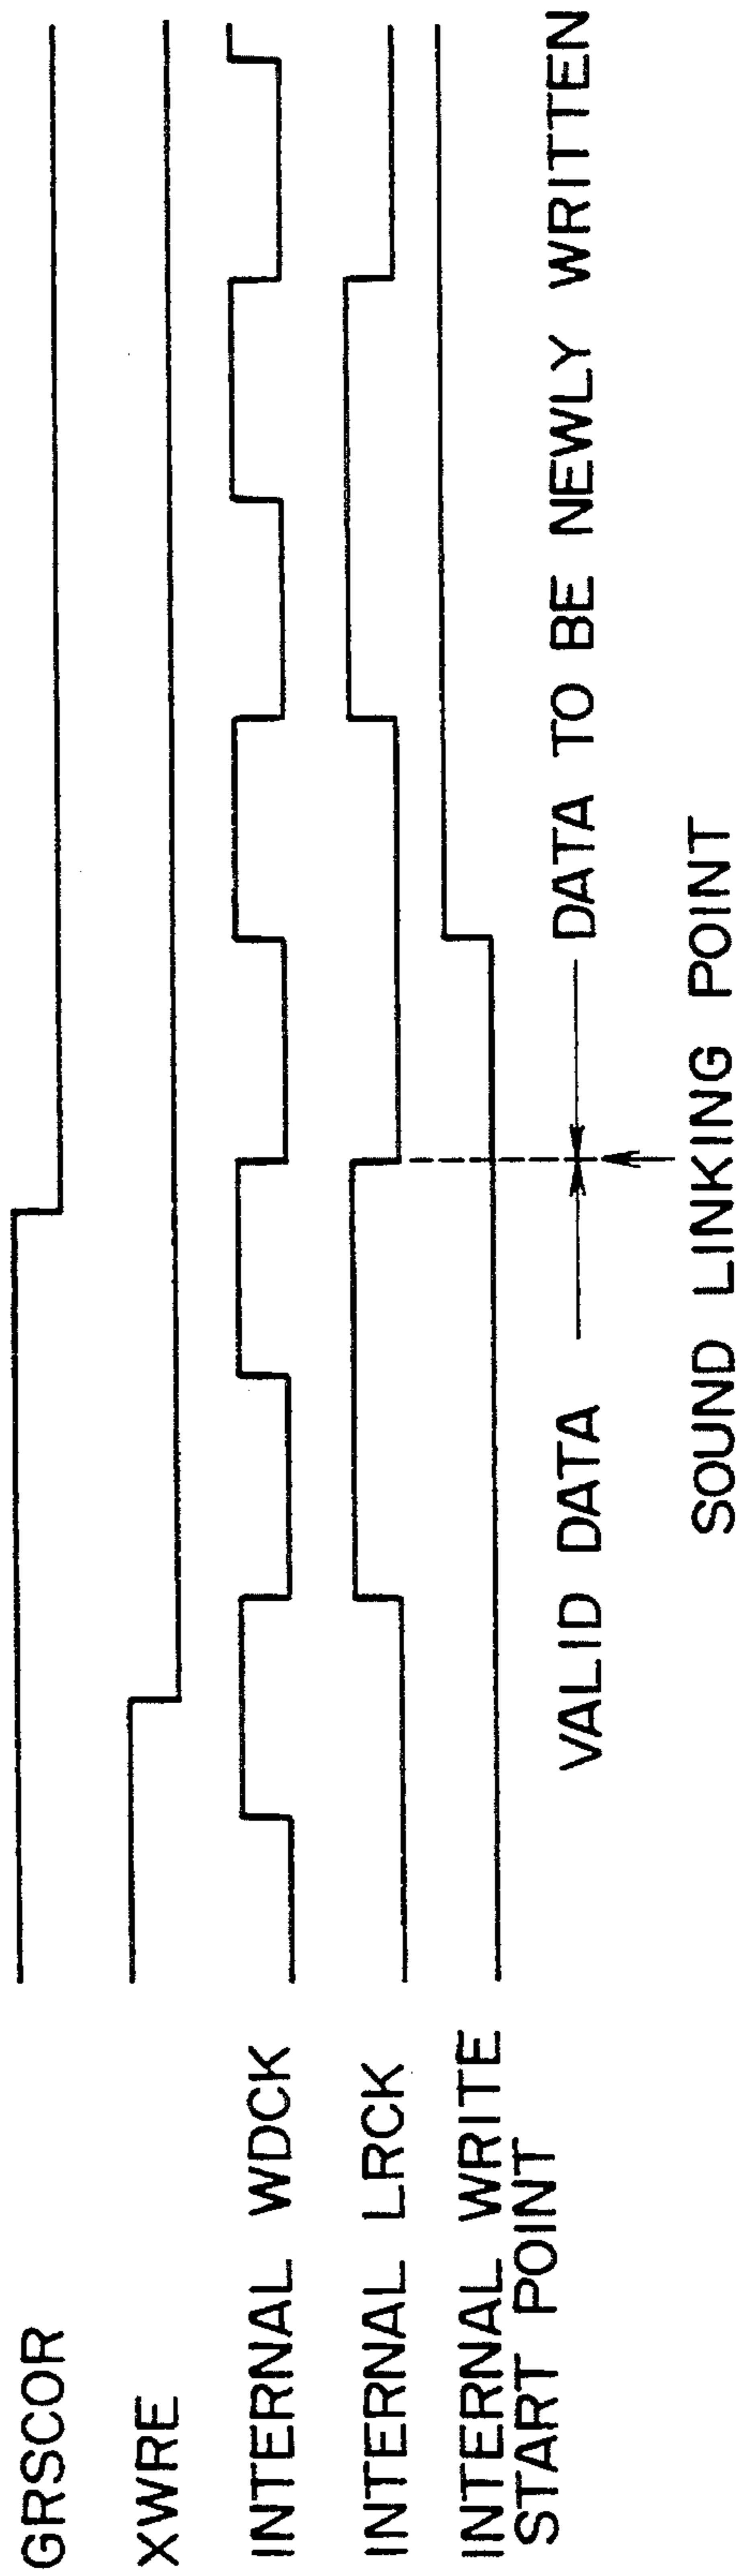 GRSCOR
XWRE
INTERNAL WDCK
INTERNAL LRCK
INTERNAL WRITE
START POINT
VALID DATA
DATA TO BE NEWLY WRITTEN
SOUND LINKING POINT